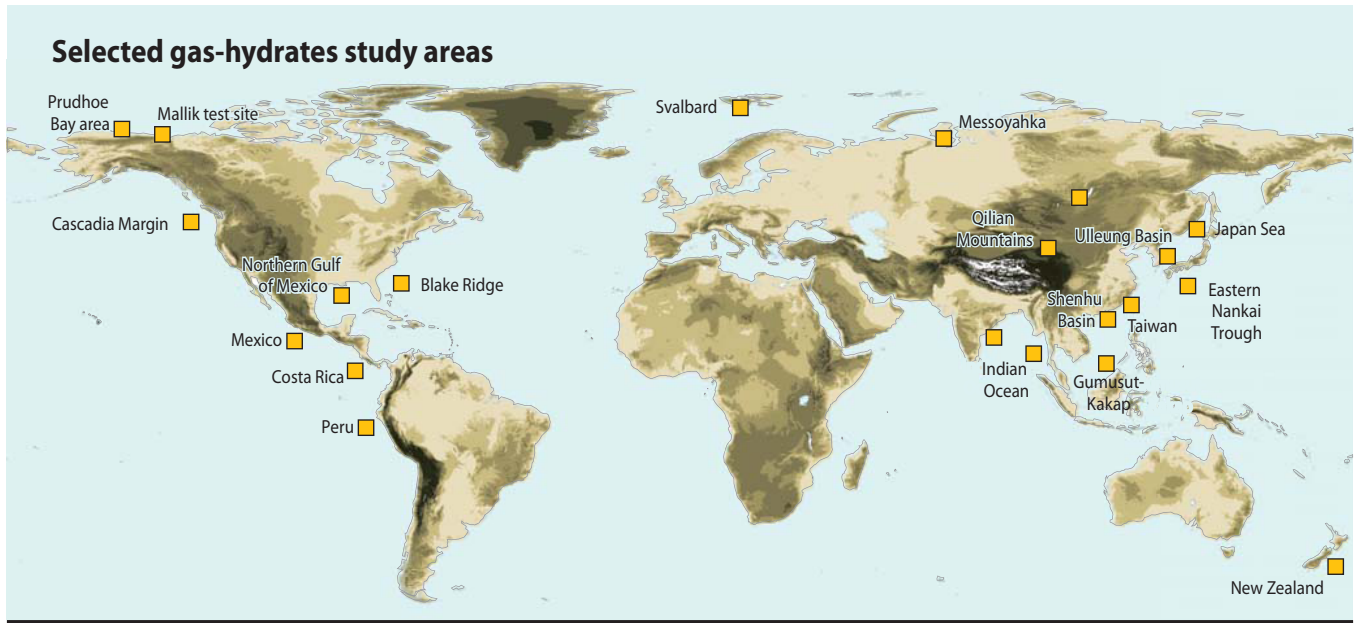 Selected gas-hydrates study areas
Prudhoe
Bay area
Mallik test site
Svalbard
Messoyahka
Cascadia Margin
Qilian
Mountains
Ulleung Basin
Japan Sea
Northern Gulf
of Mexico
Blake Ridge
Eastern
Nankai
Trough
Shenhu
Basin
Taiwan
Mexico
Costa Rica
Indian
Ocean
Gumusut-
Kakap
Peru
New Zealand